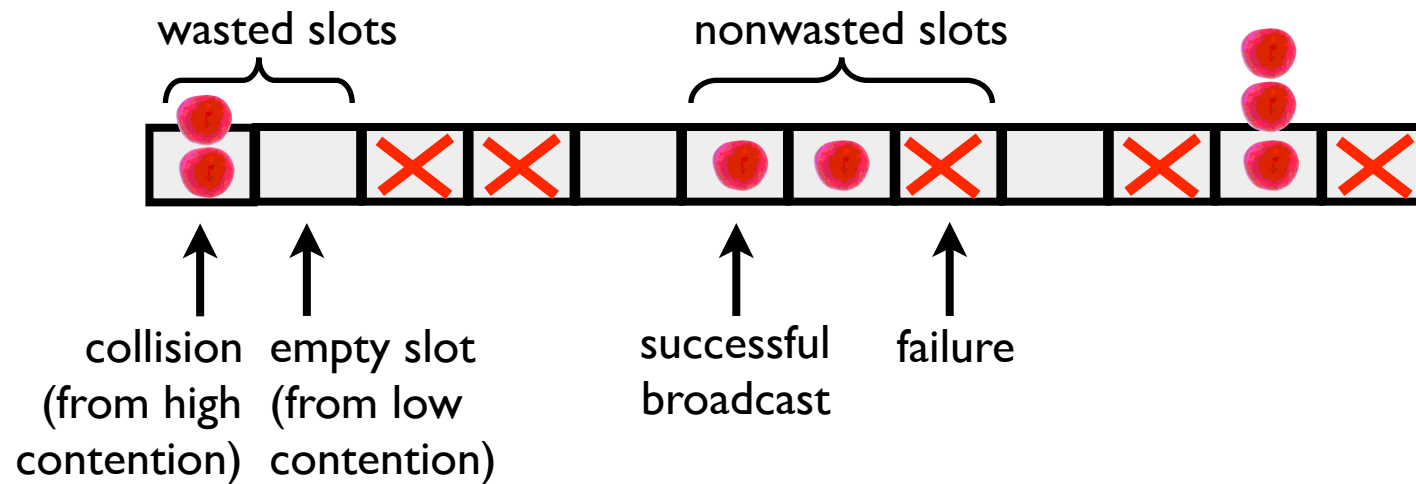 wasted slots
nonwasted slots
collision
(from high
contention)
empty slot
(from low
contention)
successful
broadcast
failure